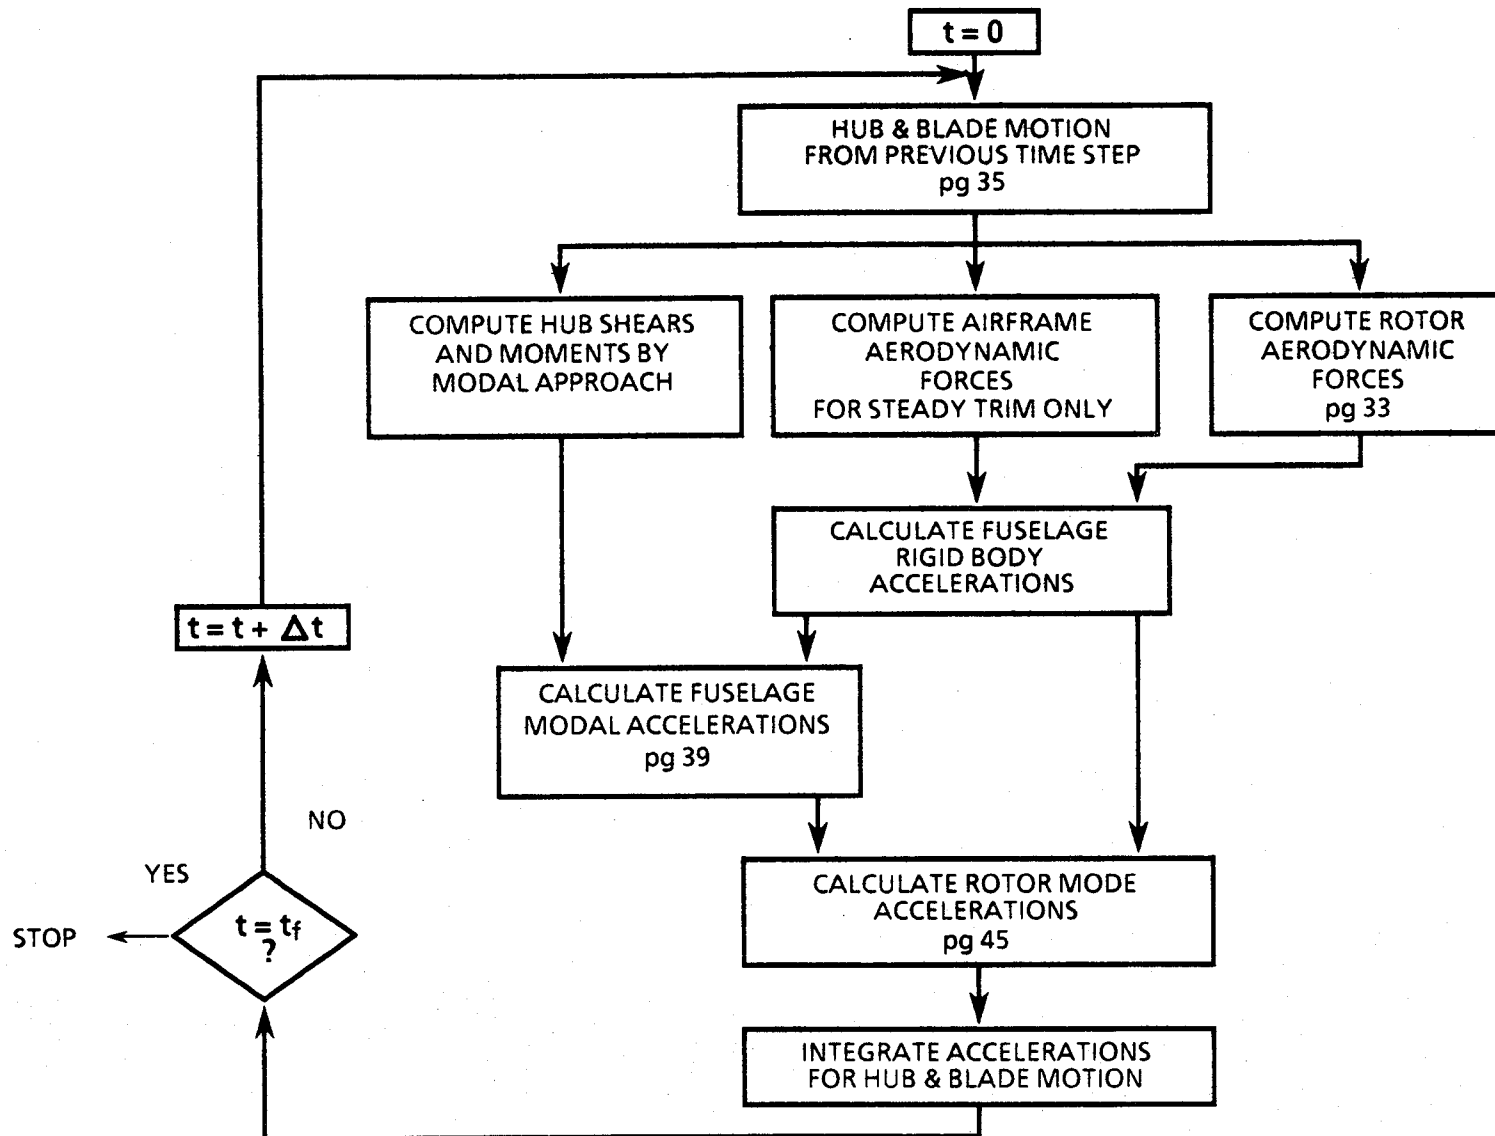 t = 0
HUB & BLADE MOTION
FROM PREVIOUS TIME STEP
pg 35
COMPUTE HUB SHEARS
AND MOMENTS BY
MODAL APPROACH
COMPUTE AIRFRAME
AERODYNAMIC
FORCES
FOR STEADY TRIM ONLY
COMPUTE ROTOR
AERODYNAMIC
FORCES
pg 33
CALCULATE FUSELAGE
RIGID BODY
ACCELERATIONS
t = t + Δt
CALCULATE FUSELAGE
MODAL ACCELERATIONS
pg 39
NO
YES
t = tf
?
STOP
CALCULATE ROTOR MODE
ACCELERATIONS
pg 45
INTEGRATE ACCELERATIONS
FOR HUB & BLADE MOTION